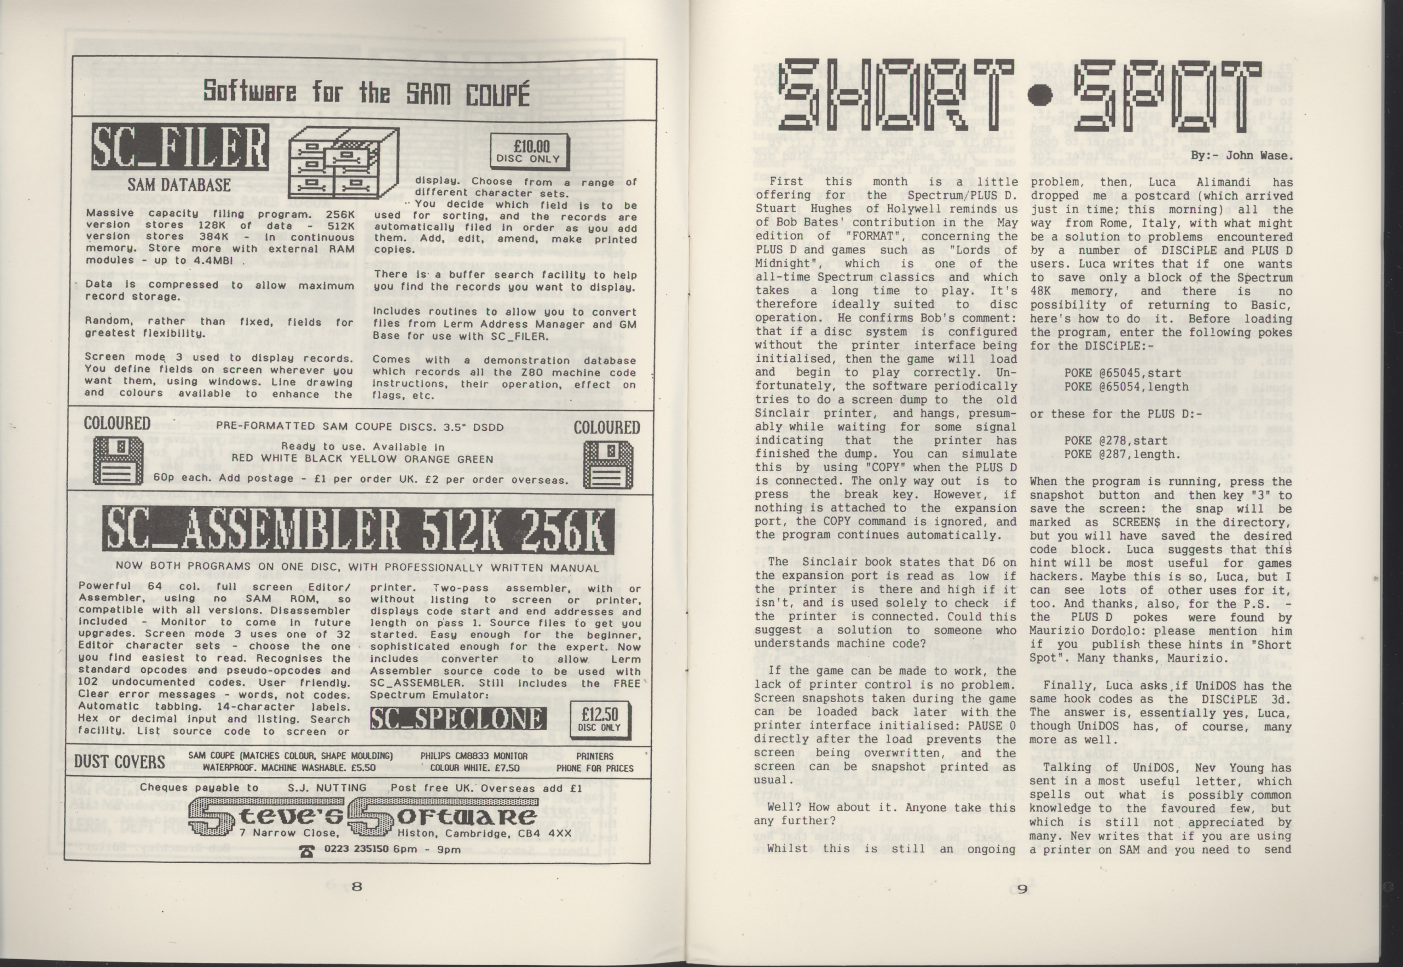 Software for the SAM COUPÉ
SC_FILER
SAM DATABASE
£10.00
DISC ONLY
Massive capacity filing program. 256K
version stores 128K of data - 512K
version stores 384K - in continuous
memory. Store more with external RAM
modules - up to 4.4MB!
Data is compressed to allow maximum
record storage.
Random, rather than fixed, fields for
greatest flexibility.
Screen mode 3 used to display records.
You define fields on screen wherever you
want them, using windows. Line drawing
and colours available to enhance the
display. Choose from a range of
different character sets.
You decide which field is to be
used for sorting, and the records are
automatically filed in order as you add
them. Add, edit, amend, make printed
copies.
There is a buffer search facility to help
you find the records you want to display.
Includes routines to allow you to convert
files from Lerm Address Manager and GM
Base for use with SC_FILER.
Comes with a demonstration database
which records all the Z80 machine code
instructions, their operation, effect on
flags, etc.
COLOURED
PRE-FORMATTED SAM COUPE DISCS. 3.5" DSDD
COLOURED
Ready to use. Available in
RED WHITE BLACK YELLOW ORANGE GREEN
60p each. Add postage - £1 per order UK. £2 per order overseas.
SC_ASSEMBLER 512K 256K
NOW BOTH PROGRAMS ON ONE DISC, WITH PROFESSIONALLY WRITTEN MANUAL
Powerful 64 col. full screen Editor/
Assembler, using no SAM ROM, so
compatible with all versions. Disassembler
included - Monitor to come in future
upgrades. Screen mode 3 uses one of 32
Editor character sets - choose the one
you find easiest to read. Recognises the
standard opcodes and pseudo-opcodes and
102 undocumented codes. User friendly.
Clear error messages - words, not codes.
Automatic tabbing. 14-character labels.
Hex or decimal input and listing. Search
facility. List source code to screen or
printer. Two-pass assembler, with or
without listing to screen or printer,
displays code start and end addresses and
length on pass 1. Source files to get you
started. Easy enough for the beginner,
sophisticated enough for the expert. Now
includes converter to allow Lerm
Assembler source code to be used with
SC_ASSEMBLER. Still includes the FREE
Spectrum Emulator:
SC_SPECLONE
£12.50
DISC ONLY
DUST COVERS
SAM COUPE (MATCHES COLOUR, SHAPE MOULDING)
WATERPROOF. MACHINE WASHABLE. £5.50
PHILIPS CM8833 MONITOR
COLOUR WHITE. £7.50
PRINTERS
PHONE FOR PRICES
Cheques payable to S.J. NUTTING Post free UK. Overseas add £1
Steve's Software
7 Narrow Close, Histon, Cambridge, CB4 4XX
☎ 0223 235150 6pm - 9pm
8
SHORT • SPOT
By:- John Wase.
First this month is a little
offering for the Spectrum/PLUS D.
Stuart Hughes of Holywell reminds us
of Bob Bates' contribution in the May
edition of "FORMAT", concerning the
PLUS D and games such as "Lords of
Midnight", which is one of the
all-time Spectrum classics and which
takes a long time to play. It's
therefore ideally suited to disc
operation. He confirms Bob's comment:
that if a disc system is configured
without the printer interface being
initialised, then the game will load
and begin to play correctly. Un-
fortunately, the software periodically
tries to do a screen dump to the old
Sinclair printer, and hangs, presum-
ably while waiting for some signal
indicating that the printer has
finished the dump. You can simulate
this by using "COPY" when the PLUS D
is connected. The only way out is to
press the break key. However, if
nothing is attached to the expansion
port, the COPY command is ignored, and
the program continues automatically.
The Sinclair book states that D6 on
the expansion port is read as low if
the printer is there and high if it
isn't, and is used solely to check if
the printer is connected. Could this
suggest a solution to someone who
understands machine code?
If the game can be made to work, the
lack of printer control is no problem.
Screen snapshots taken during the game
can be loaded back later with the
printer interface initialised: PAUSE 0
directly after the load prevents the
screen being overwritten, and the
screen can be snapshot printed as
usual.
Well? How about it. Anyone take this
any further?
Whilst this is still an ongoing
problem, then, Luca Alimandi has
dropped me a postcard (which arrived
just in time; this morning) all the
way from Rome, Italy, with what might
be a solution to problems encountered
by a number of DISCiPLE and PLUS D
users. Luca writes that if one wants
to save only a block of the Spectrum
48K memory, and there is no
possibility of returning to Basic,
here's how to do it. Before loading
the program, enter the following pokes
for the DISCiPLE:-
POKE @65045,start
POKE @65054,length
or these for the PLUS D:-
POKE @278,start
POKE @287,length.
When the program is running, press the
snapshot button and then key "3" to
save the screen: the snap will be
marked as SCREEN$ in the directory,
but you will have saved the desired
code block. Luca suggests that this
hint will be most useful for games
hackers. Maybe this is so, Luca, but I
can see lots of other uses for it,
too. And thanks, also, for the P.S. -
the PLUS D pokes were found by
Maurizio Dordolo: please mention him
if you publish these hints in "Short
Spot". Many thanks, Maurizio.
Finally, Luca asks if UniDOS has the
same hook codes as the DISCiPLE 3d.
The answer is, essentially yes, Luca,
though UniDOS has, of course, many
more as well.
Talking of UniDOS, Nev Young has
sent in a most useful letter, which
spells out what is possibly common
knowledge to the favoured few, but
which is still not appreciated by
many. Nev writes that if you are using
a printer on SAM and you need to send
9